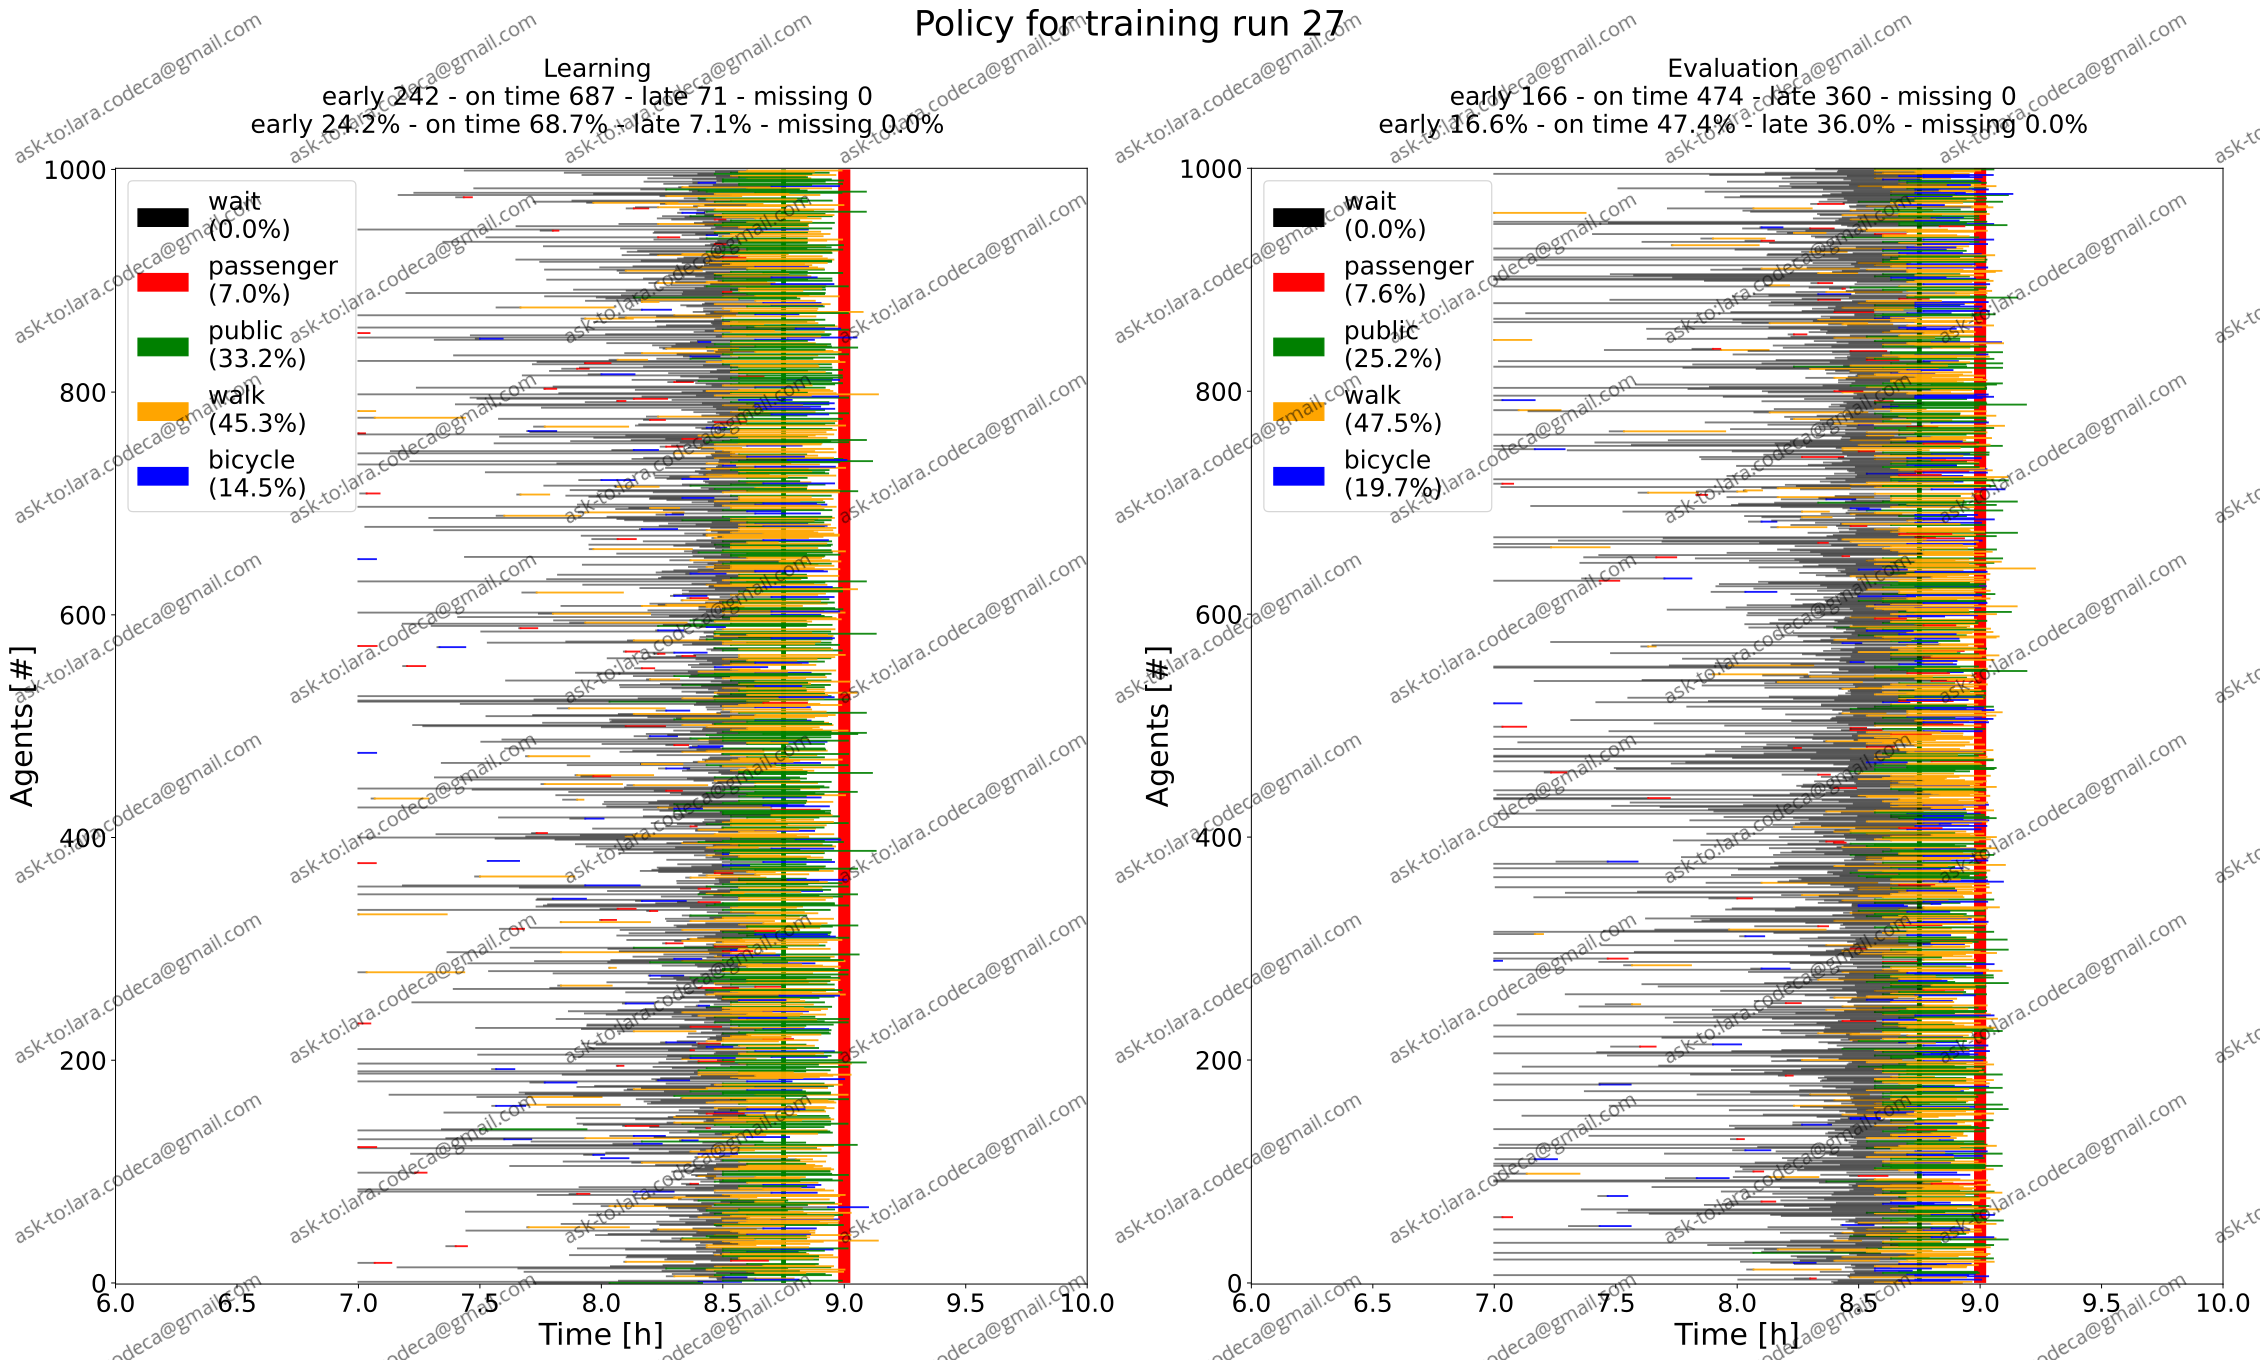 Policy for training run 27
Learning
early 242 - on time 687 - late 71 - missing 0
early 24.2% - on time 68.7% - late 7.1% - missing 0.0%
Agents [#]
1000
800
600
400
200
0
wait
(0.0%)
passenger
(7.0%)
public
(33.2%)
walk
(45.3%)
bicycle
(14.5%)
6.0 6.5 7.0 7.5 8.0 8.5 9.0 9.5 10.0
Time [h]
Evaluation
early 166 - on time 474 - late 360 - missing 0
early 16.6% - on time 47.4% - late 36.0% - missing 0.0%
Agents [#]
1000
800
600
400
200
0
wait
(0.0%)
passenger
(7.6%)
public
(25.2%)
walk
(47.5%)
bicycle
(19.7%)
6.0 6.5 7.0 7.5 8.0 8.5 9.0 9.5 10.0
Time [h]
ask-to:lara.codeca@gmail.com